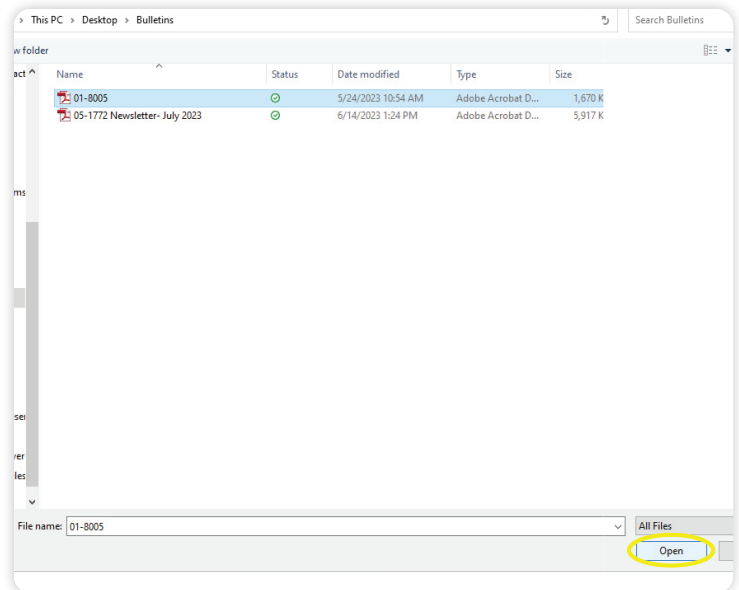 › This PC › Desktop › Bulletins Search Bulletins
w folder
act Name Status Date modified Type Size
01-8005 5/24/2023 10:54 AM Adobe Acrobat D... 1,670 K
05-1772 Newsletter- July 2023 6/14/2023 1:24 PM Adobe Acrobat D... 5,917 K
ms
ser
ver
les
File name: 01-8005 All Files
Open